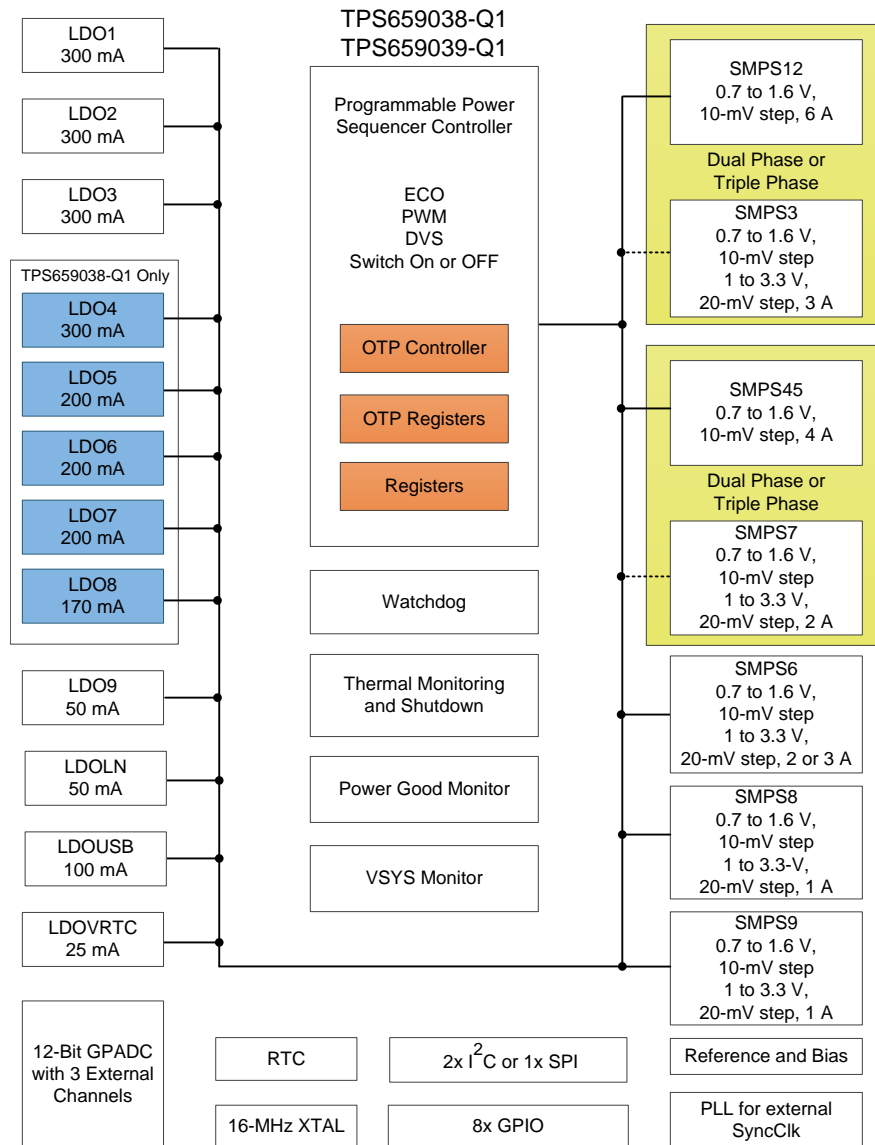 TPS659038-Q1
TPS659039-Q1
LDO1
300 mA
LDO2
300 mA
LDO3
300 mA
TPS659038-Q1 Only
LDO4
300 mA
LDO5
200 mA
LDO6
200 mA
LDO7
200 mA
LDO8
170 mA
LDO9
50 mA
LDOLN
50 mA
LDOUSB
100 mA
LDOVRTC
25 mA
12-Bit GPADC
with 3 External
Channels
Programmable Power
Sequencer Controller
ECO
PWM
DVS
Switch On or OFF
OTP Controller
OTP Registers
Registers
Watchdog
Thermal Monitoring
and Shutdown
Power Good Monitor
VSYS Monitor
RTC
2x I²C or 1x SPI
16-MHz XTAL
8x GPIO
SMPS12
0.7 to 1.6 V,
10-mV step, 6 A
Dual Phase or
Triple Phase
SMPS3
0.7 to 1.6 V,
10-mV step
1 to 3.3 V,
20-mV step, 3 A
SMPS45
0.7 to 1.6 V,
10-mV step, 4 A
Dual Phase or
Triple Phase
SMPS7
0.7 to 1.6 V,
10-mV step
1 to 3.3 V,
20-mV step, 2 A
SMPS6
0.7 to 1.6 V,
10-mV step
1 to 3.3 V,
20-mV step, 2 or 3 A
SMPS8
0.7 to 1.6 V,
10-mV step
1 to 3.3-V,
20-mV step, 1 A
SMPS9
0.7 to 1.6 V,
10-mV step
1 to 3.3 V,
20-mV step, 1 A
Reference and Bias
PLL for external
SyncClk